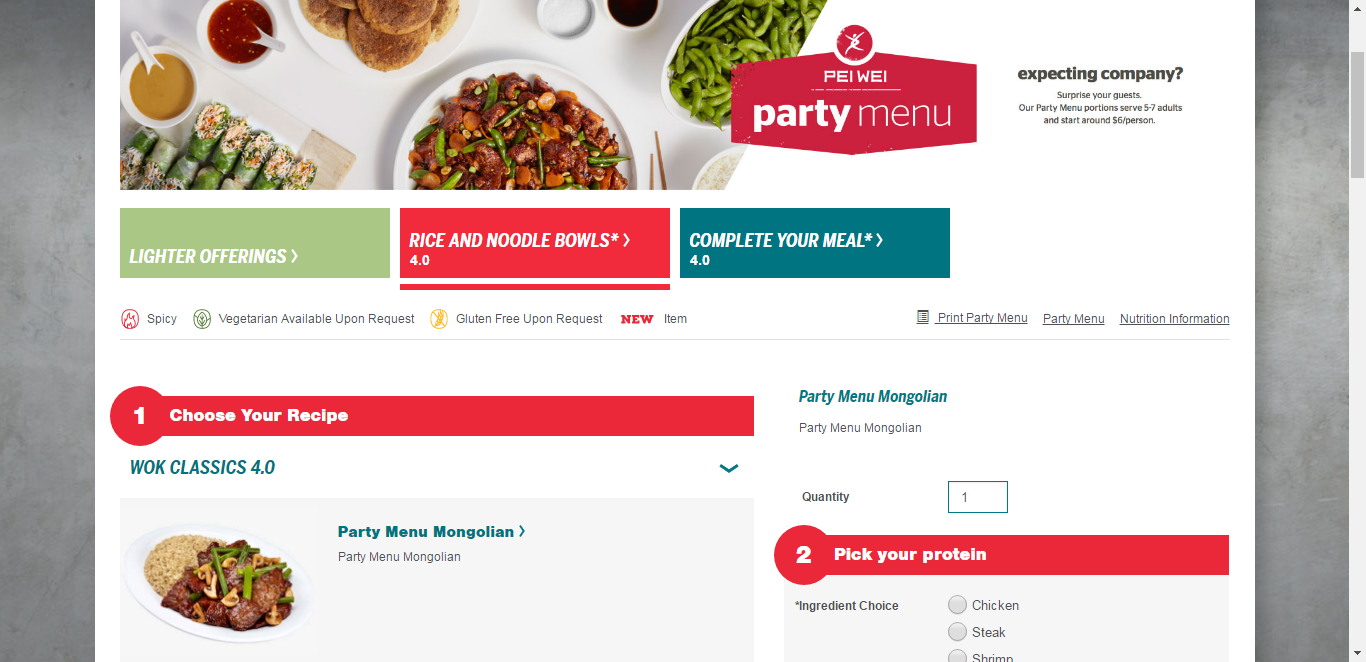 PEI WEI
party menu
expecting company?
Surprise your guests.
Our Party Menu portions serve 5-7 adults
and start around $6/person.
LIGHTER OFFERINGS >
RICE AND NOODLE BOWLS* >
4.0
COMPLETE YOUR MEAL* >
4.0
Spicy Vegetarian Available Upon Request Gluten Free Upon Request NEW Item
Print Party Menu Party Menu Nutrition Information
1 Choose Your Recipe
WOK CLASSICS 4.0
Party Menu Mongolian >
Party Menu Mongolian
Party Menu Mongolian
Party Menu Mongolian
Quantity 1
2 Pick your protein
*Ingredient Choice
Chicken
Steak
Shrimp